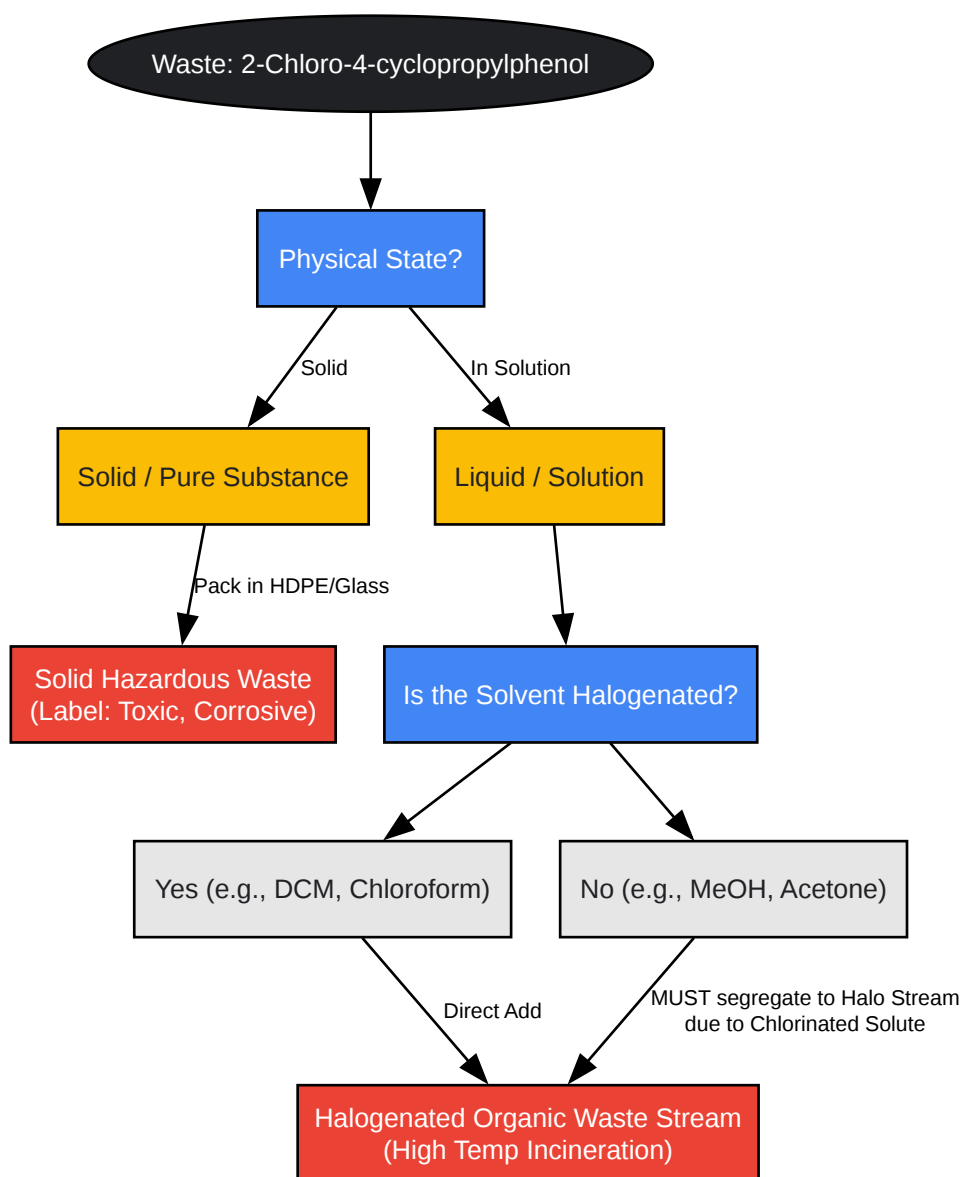 Waste: 2-Chloro-4-cyclopropylphenol
Physical State?
Solid
In Solution
Solid / Pure Substance
Liquid / Solution
Pack in HDPE/Glass
Solid Hazardous Waste
(Label: Toxic, Corrosive)
Is the Solvent Halogenated?
Yes (e.g., DCM, Chloroform)
No (e.g., MeOH, Acetone)
Direct Add
MUST segregate to Halo Stream
due to Chlorinated Solute
Halogenated Organic Waste Stream
(High Temp Incineration)